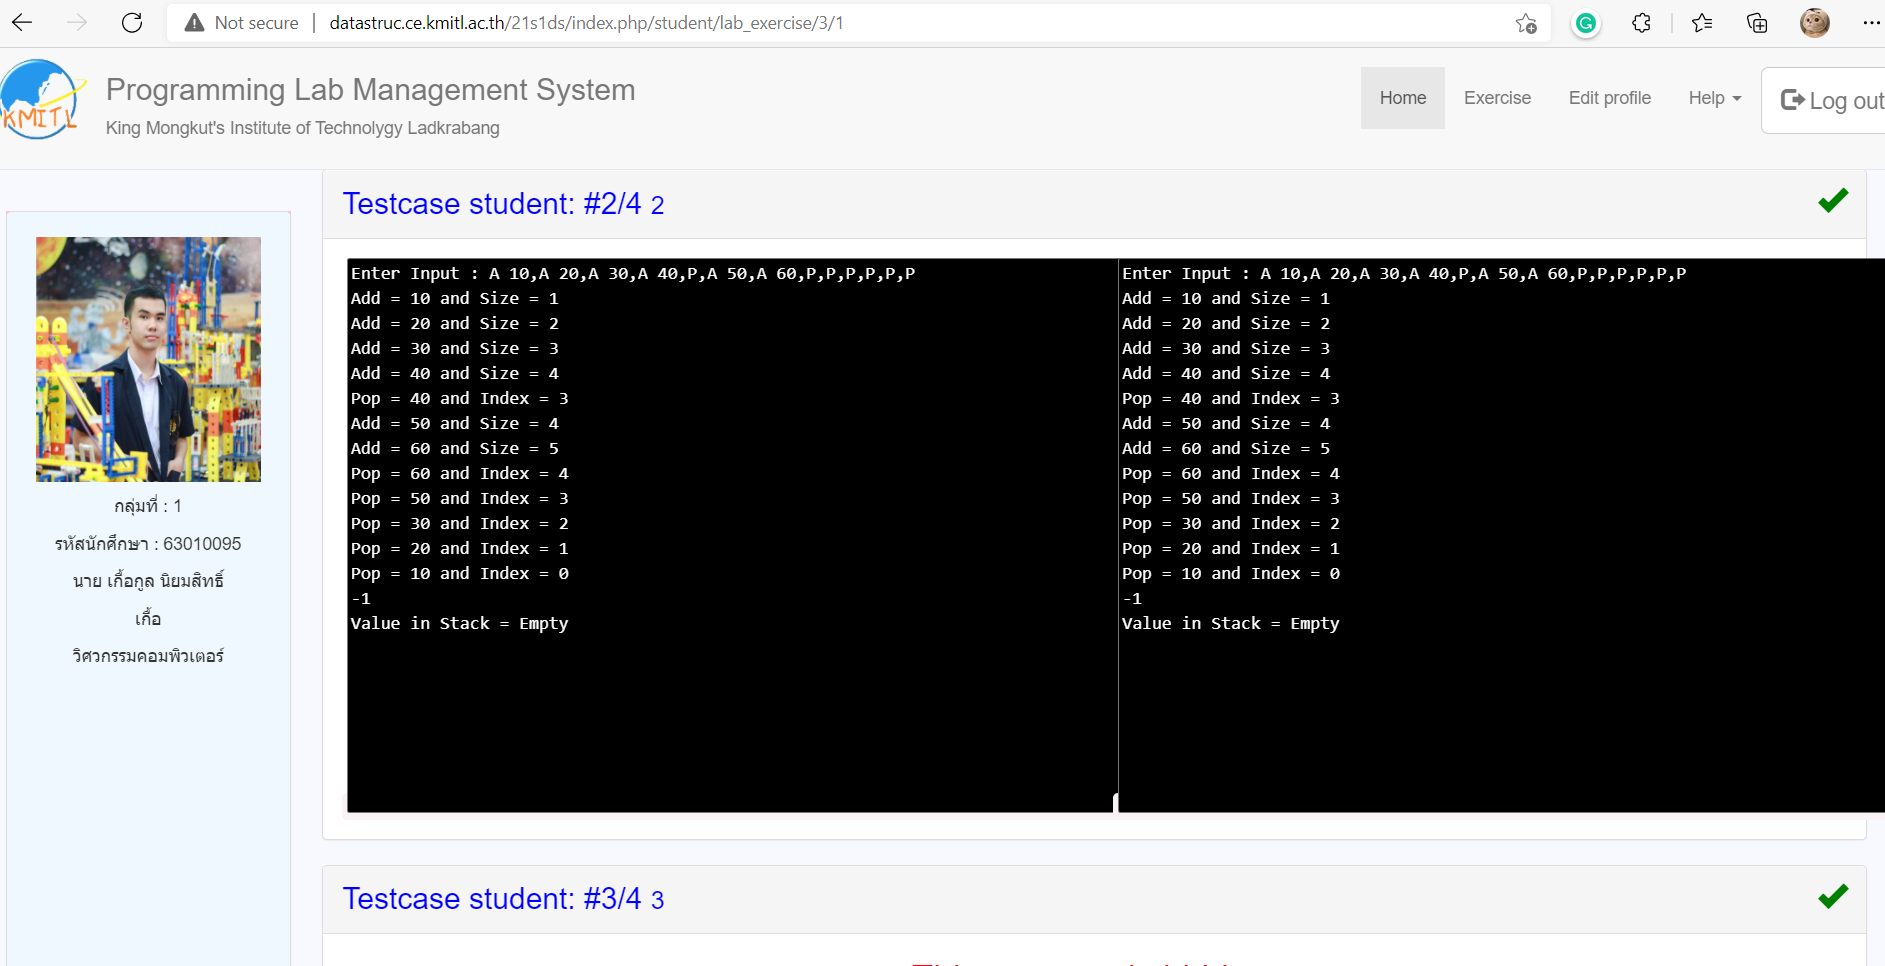 Not secure | datastruc.ce.kmitl.ac.th/21s1ds/index.php/student/lab_exercise/3/1
KMITL
Programming Lab Management System
King Mongkut's Institute of Technolygy Ladkrabang
Home
Exercise
Edit profile
Help
Log out
กลุ่มที่ : 1
รหัสนักศึกษา : 63010095
นาย เกื้อกูล นิยมสิทธิ์
เกื้อ
วิศวกรรมคอมพิวเตอร์
Testcase student: #2/4 2
Enter Input : A 10,A 20,A 30,A 40,P,A 50,A 60,P,P,P,P,P,P
Add = 10 and Size = 1
Add = 20 and Size = 2
Add = 30 and Size = 3
Add = 40 and Size = 4
Pop = 40 and Index = 3
Add = 50 and Size = 4
Add = 60 and Size = 5
Pop = 60 and Index = 4
Pop = 50 and Index = 3
Pop = 30 and Index = 2
Pop = 20 and Index = 1
Pop = 10 and Index = 0
-1
Value in Stack = Empty
Enter Input : A 10,A 20,A 30,A 40,P,A 50,A 60,P,P,P,P,P,P
Add = 10 and Size = 1
Add = 20 and Size = 2
Add = 30 and Size = 3
Add = 40 and Size = 4
Pop = 40 and Index = 3
Add = 50 and Size = 4
Add = 60 and Size = 5
Pop = 60 and Index = 4
Pop = 50 and Index = 3
Pop = 30 and Index = 2
Pop = 20 and Index = 1
Pop = 10 and Index = 0
-1
Value in Stack = Empty
Testcase student: #3/4 3